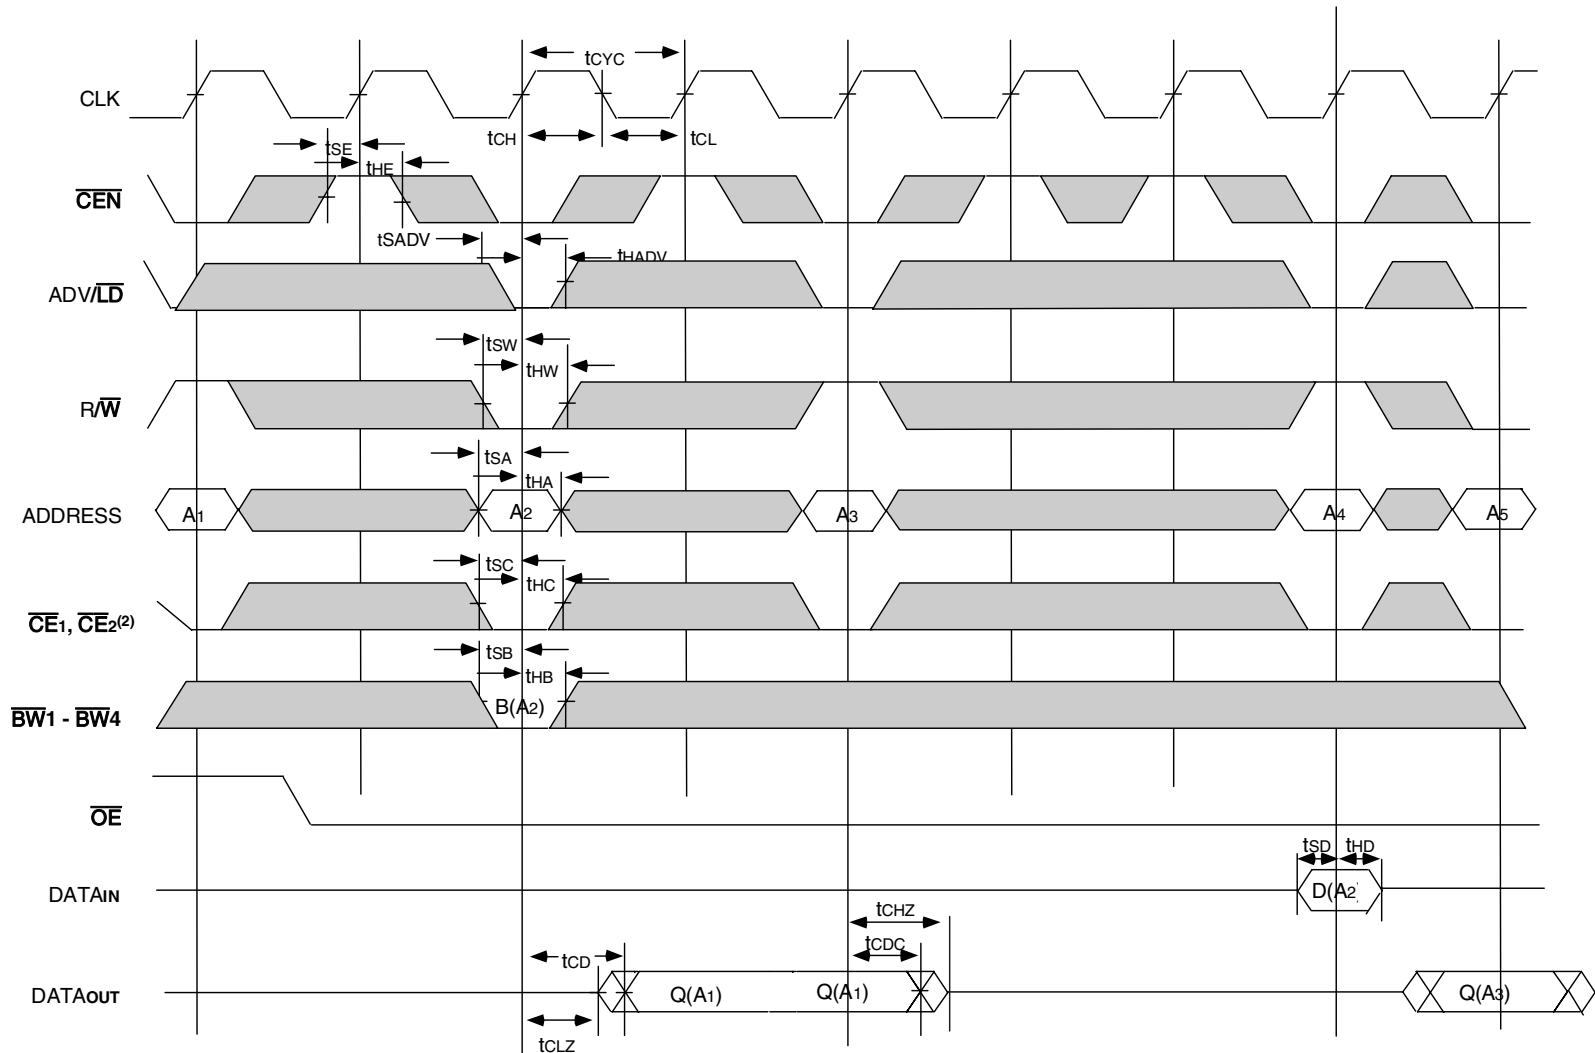 tCYC
CLK
tCH
tCL
tSE
tHE
CEN
tSADV
tHADV
ADV/LD
tSW
tHW
R/W
tSA
tHA
ADDRESS
A1
A2
A3
A4
A5
tSC
tHC
CE1, CE2(2)
tSB
tHB
BW1 - BW4
B(A2)
OE
tSD
tHD
DATAIN
D(A2
tCHZ
tCDC
tCD
DATAOUT
Q(A1)
Q(A1)
Q(A3)
tCLZ